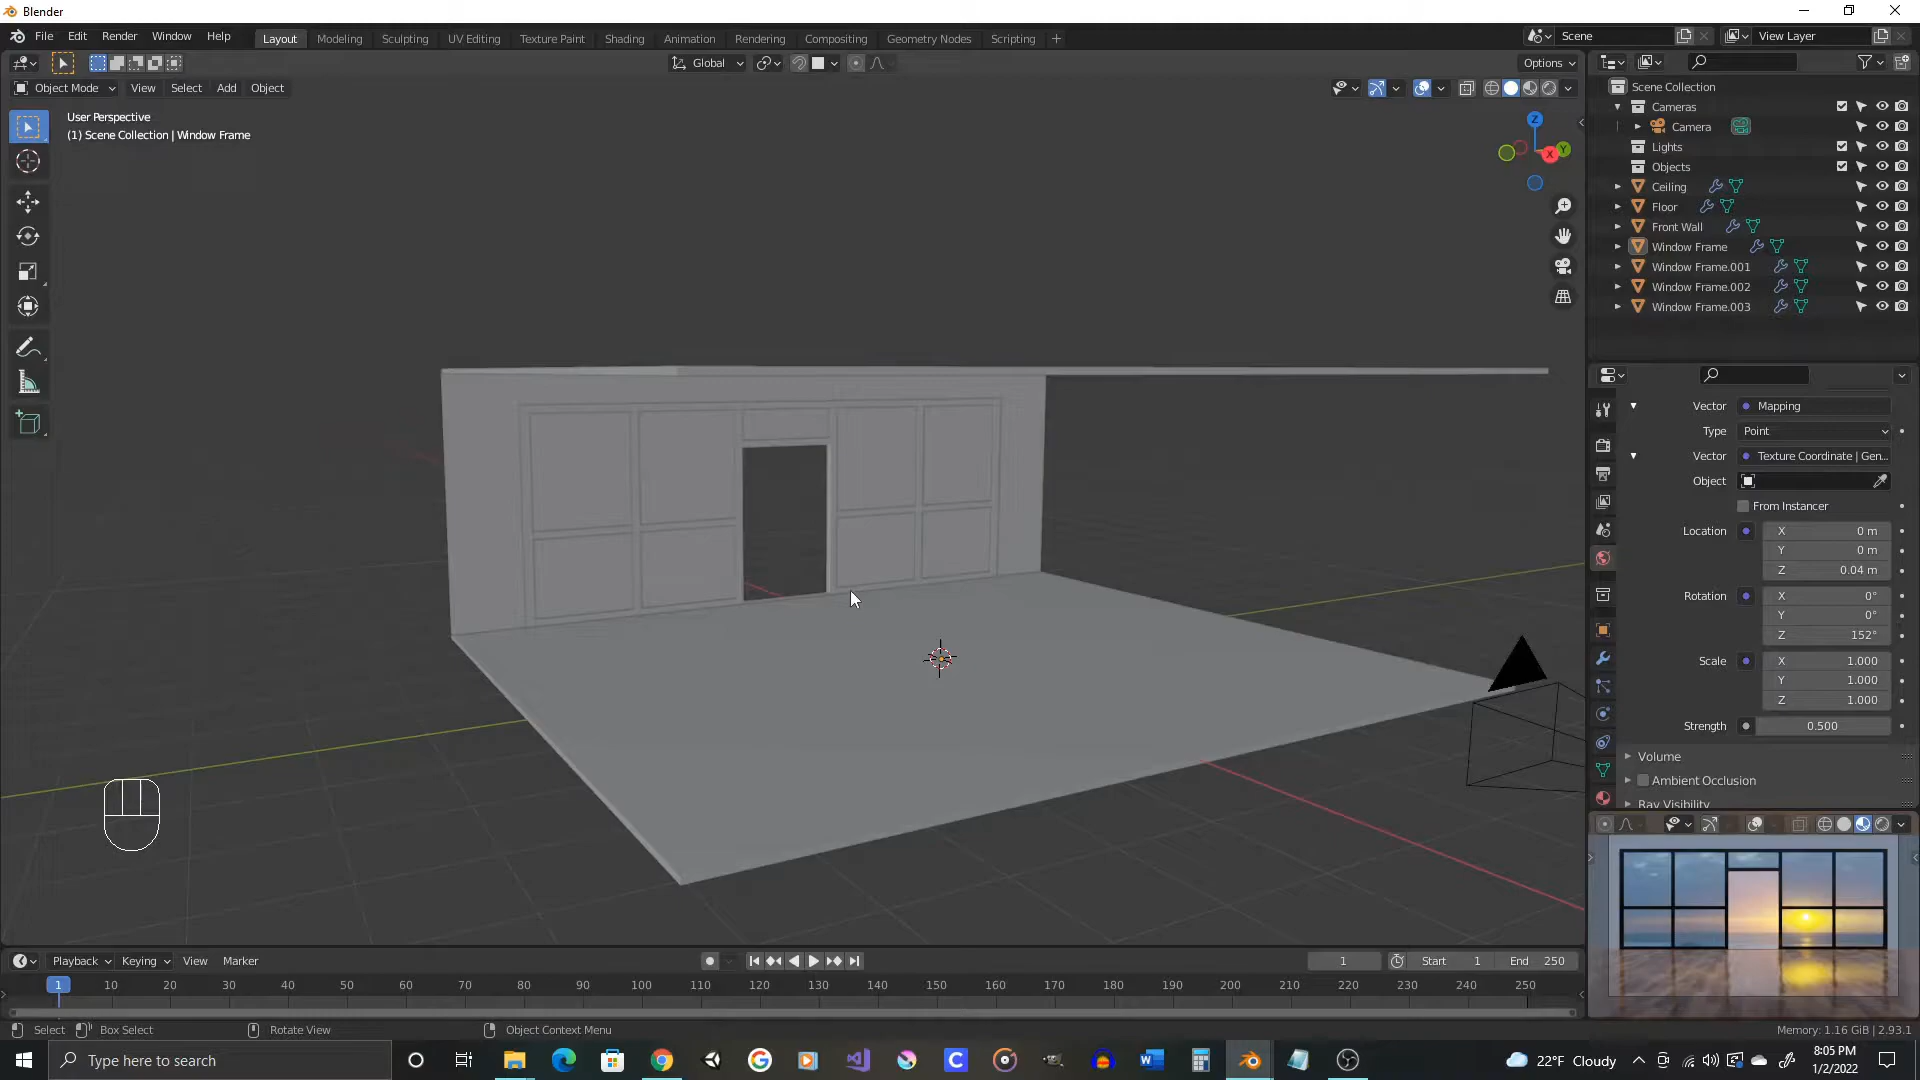 Blender
File Edit Render Window Help
Layout Modeling Sculpting UV Editing Texture Paint Shading Animation Rendering Compositing Geometry Nodes Scripting
Scene
View Layer
Global
Options
Object Mode View Select Add Object
User Perspective
(1) Scene Collection | Window Frame
Z
X
Y
Scene Collection
Cameras
Camera
Lights
Objects
Ceiling
Floor
Front Wall
Window Frame
Window Frame.001
Window Frame.002
Window Frame.003
Vector Mapping
Type Point
Vector Texture Coordinate | Gen...
Object
From Instancer
Location X 0 m
Y 0 m
Z 0.04 m
Rotation X 0°
Y 0°
Z 152°
Scale X 1.000
Y 1.000
Z 1.000
Strength 0.500
Volume
Ambient Occlusion
Ray Visibility
Playback Keying View Marker
1 Start 1 End 250
1 10 20 30 40 50 60 70 80 90 100 110 120 130 140 150 160 170 180 190 200 210 220 230 240 250
Select Box Select Rotate View Object Context Menu
Memory: 1.16 GiB | 2.93.1
Type here to search
22°F Cloudy
8:05 PM
1/2/2022